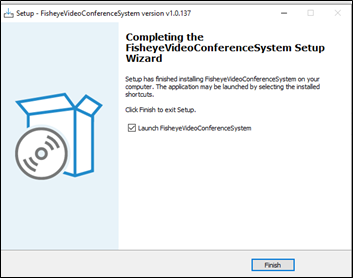 Setup - FisheyeVideoConferenceSystem version v1.0.137
Completing the
FisheyeVideoConferenceSystem Setup
Wizard
Setup has finished installing FisheyeVideoConferenceSystem on your
computer. The application may be launched by selecting the installed
shortcuts.
Click Finish to exit Setup.
Launch FisheyeVideoConferenceSystem
Finish